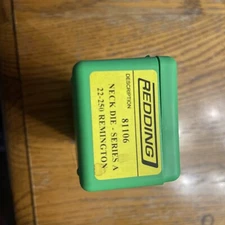 REDDING
DESCRIPTION
81106
NECK DIE - SERIES A
22-250 REMINGTON